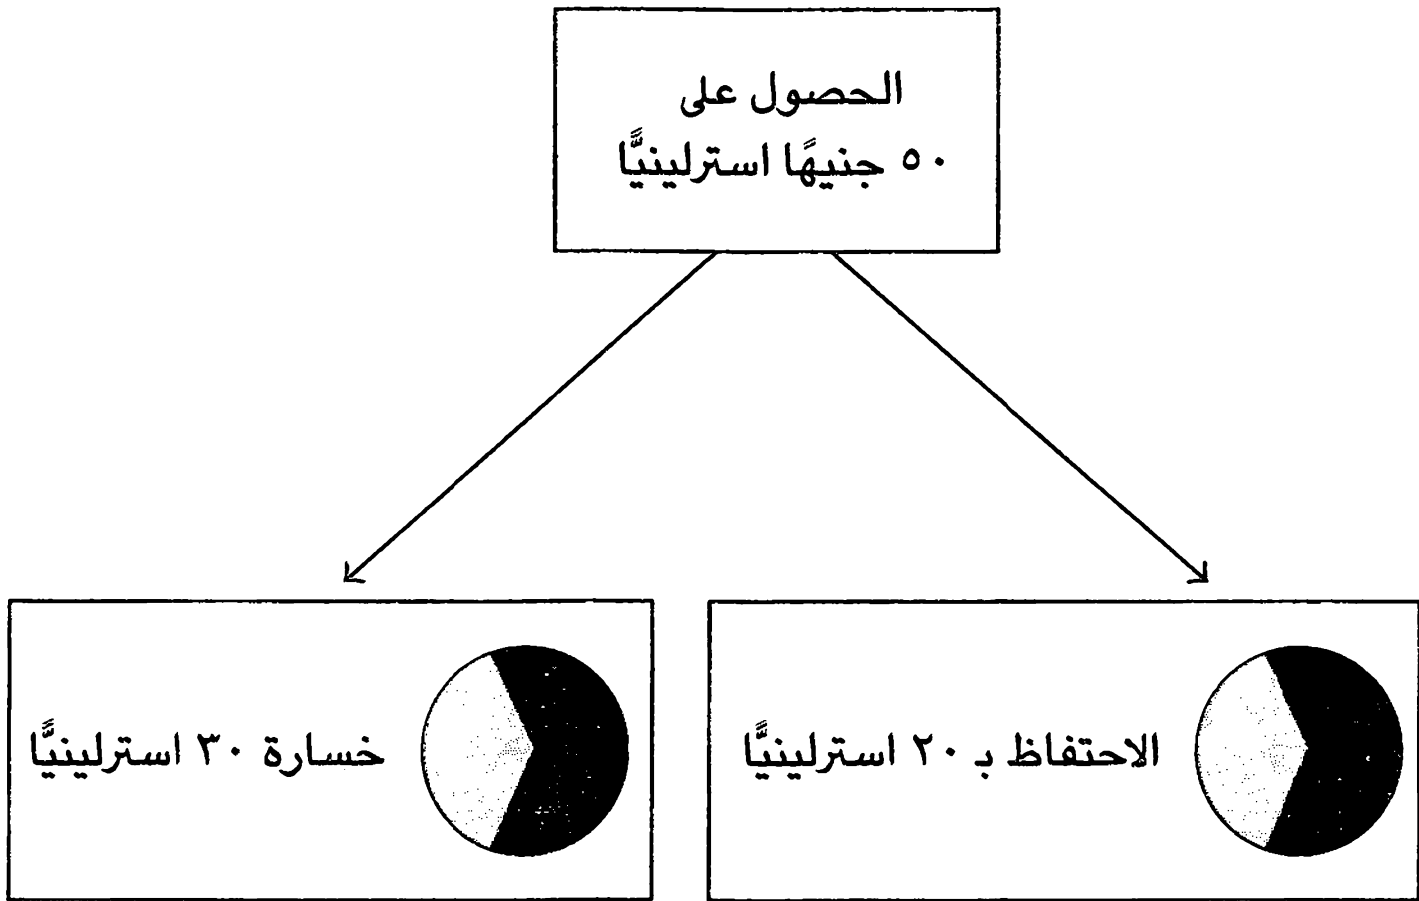 الحصول على
٥٠ جنيهًا استرلينيًّا
الاحتفاظ بـ ٢٠ استرلينيًّا
خسارة ٣٠ استرلينيًّا